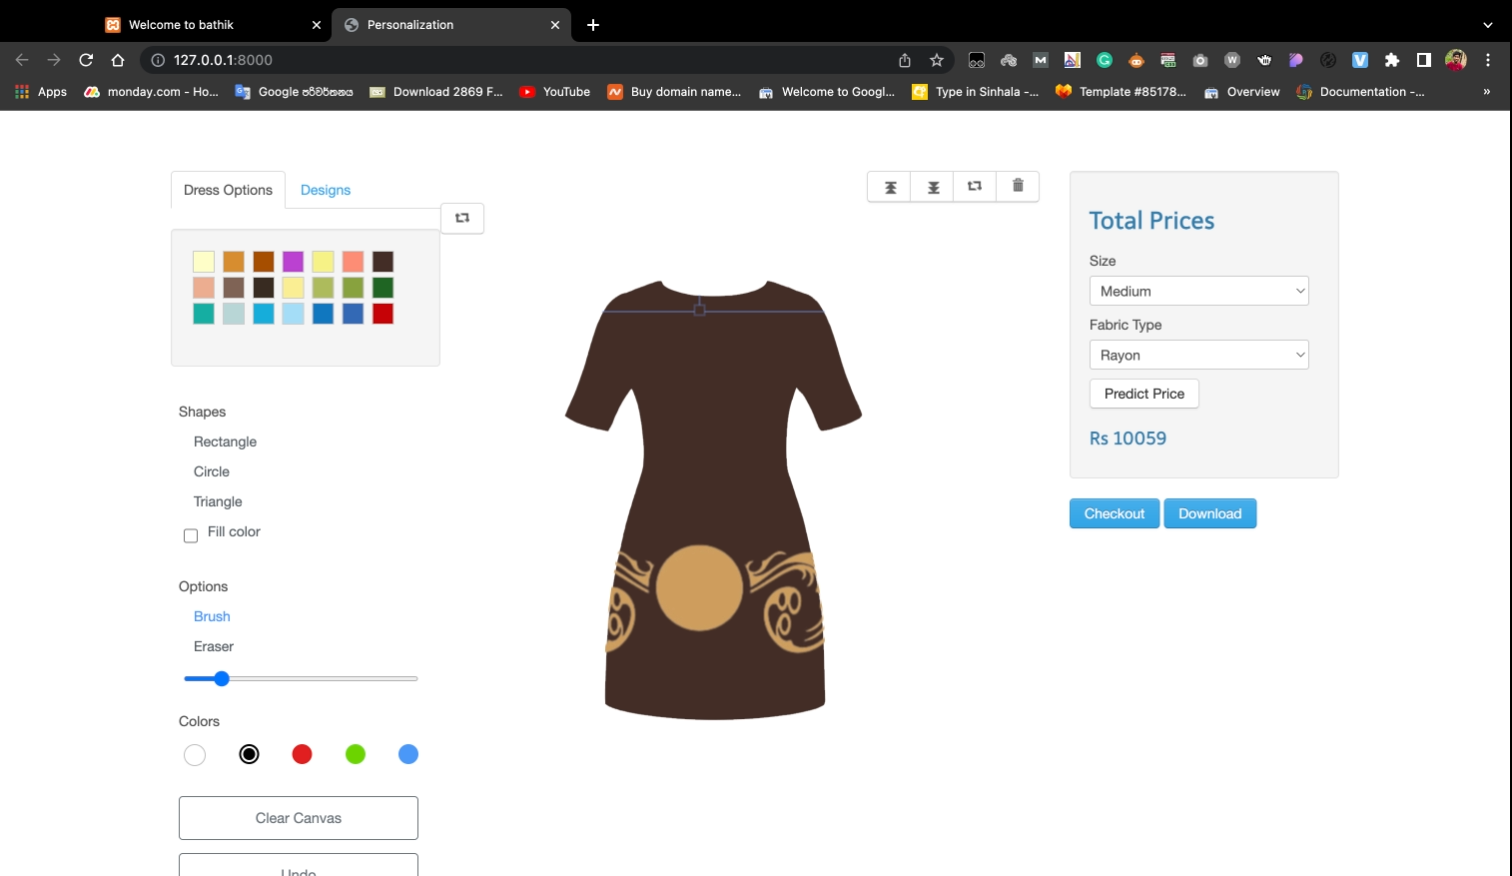 Welcome to bathik
Personalization
127.0.0.1:8000
Apps
monday.com - Ho...
Google පරිවර්තනය
Download 2869 F...
YouTube
Buy domain name...
Welcome to Googl...
Type in Sinhala -...
Template #85178...
Overview
Documentation -...
»
Dress Options
Designs
Shapes
Rectangle
Circle
Triangle
Fill color
Options
Brush
Eraser
Colors
Clear Canvas
Undo
Total Prices
Size
Medium
Fabric Type
Rayon
Predict Price
Rs 10059
Checkout
Download